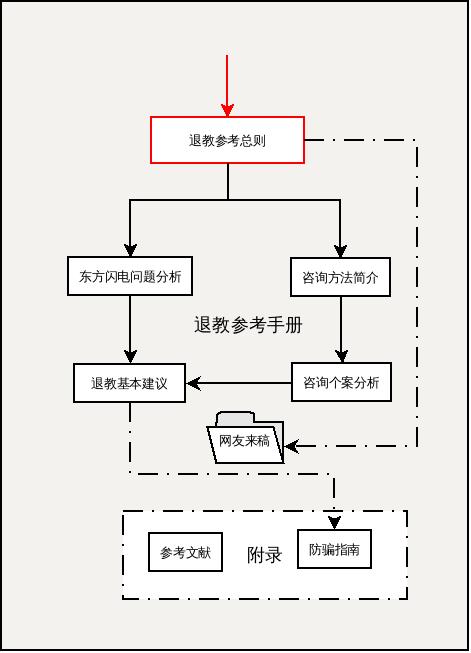 退教参考总则
东方闪电问题分析
咨询方法简介
退教参考手册
退教基本建议
咨询个案分析
网友来稿
参考文献
附录
防骗指南